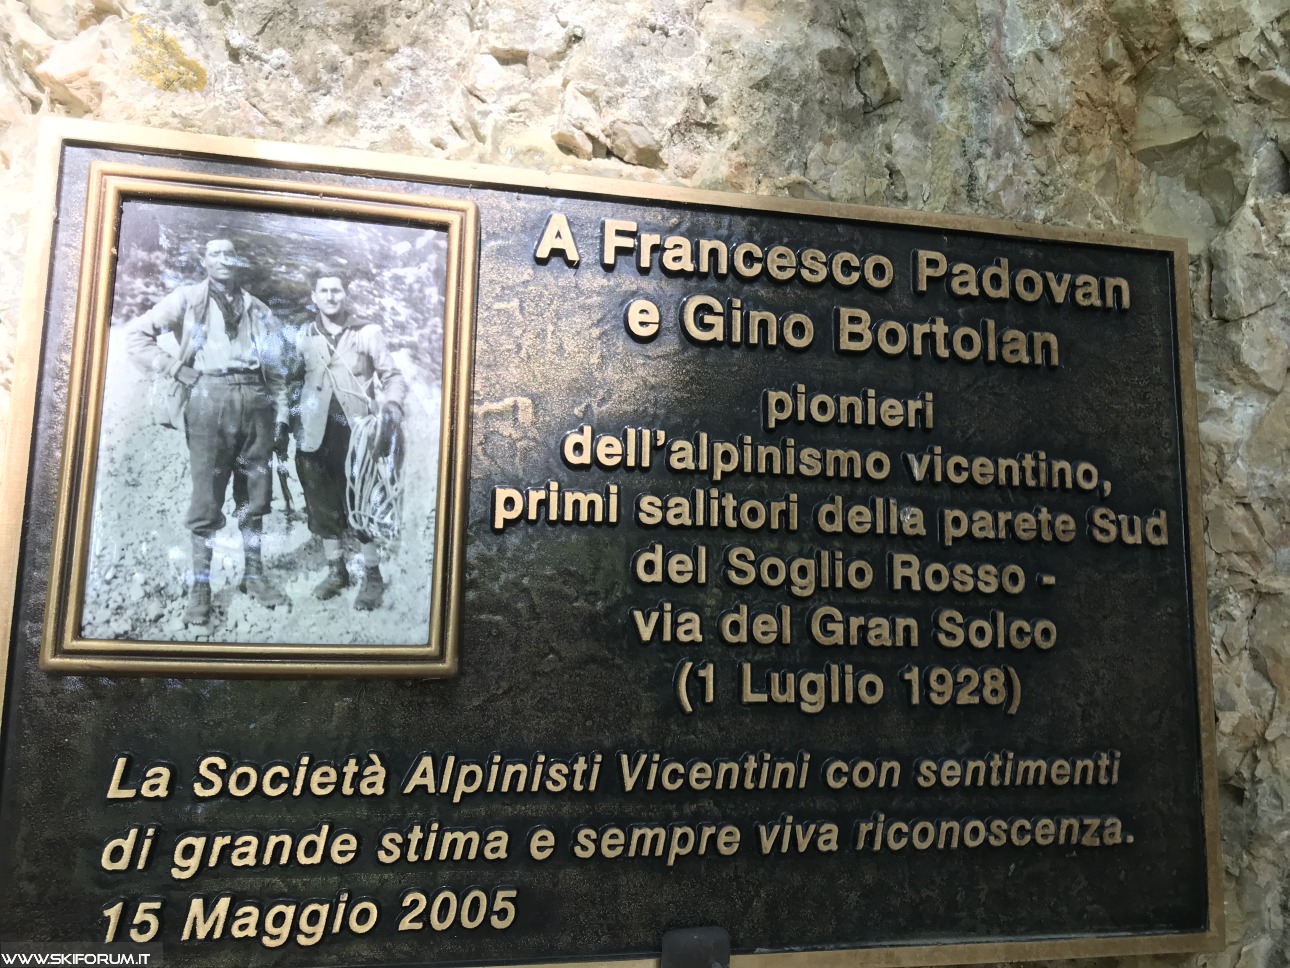 A Francesco Padovan
e Gino Bortolan
pionieri
dell'alpinismo vicentino,
primi salitori della parete Sud
del Soglio Rosso -
via del Gran Solco
(1 Luglio 1928)
La Società Alpinisti Vicentini con sentimenti
di grande stima e sempre viva riconoscenza.
15 Maggio 2005
WWW.SKIFORUM.IT